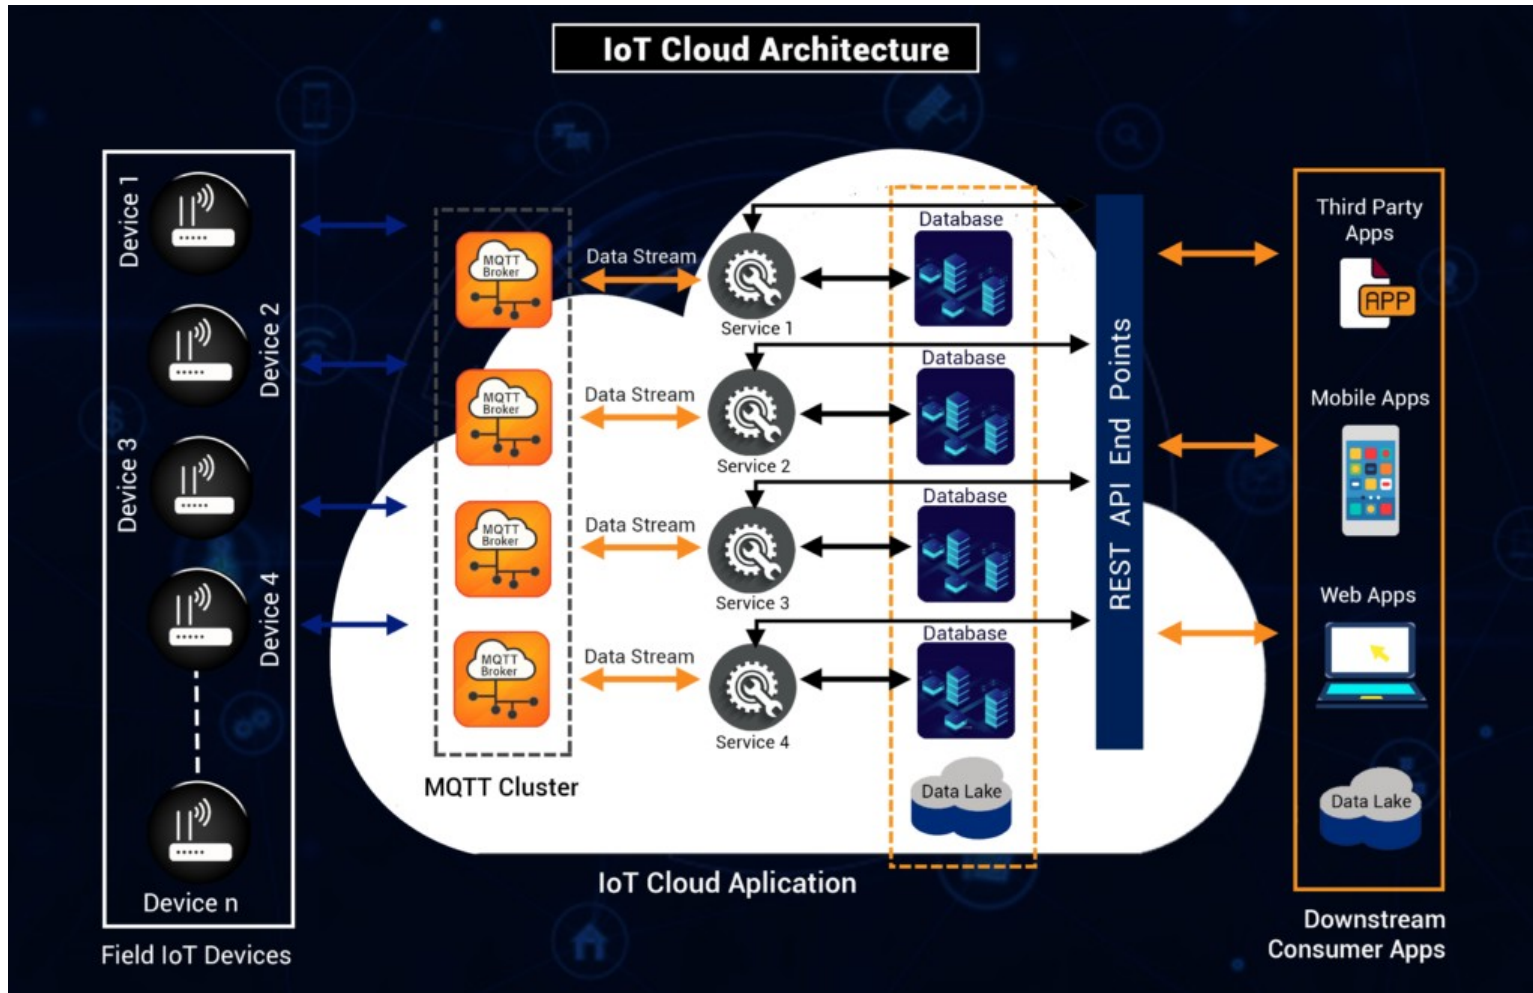 IoT Cloud Architecture
Device 1
Device 2
Device 3
Device 4
Device n
Field IoT Devices
MQTT
Broker
MQTT
Broker
MQTT
Broker
MQTT
Broker
MQTT Cluster
Data Stream
Data Stream
Data Stream
Data Stream
Service 1
Service 2
Service 3
Service 4
Database
Database
Database
Database
Data Lake
IoT Cloud Aplication
REST API End Points
Third Party
Apps
APP
Mobile Apps
Web Apps
Data Lake
Downstream
Consumer Apps